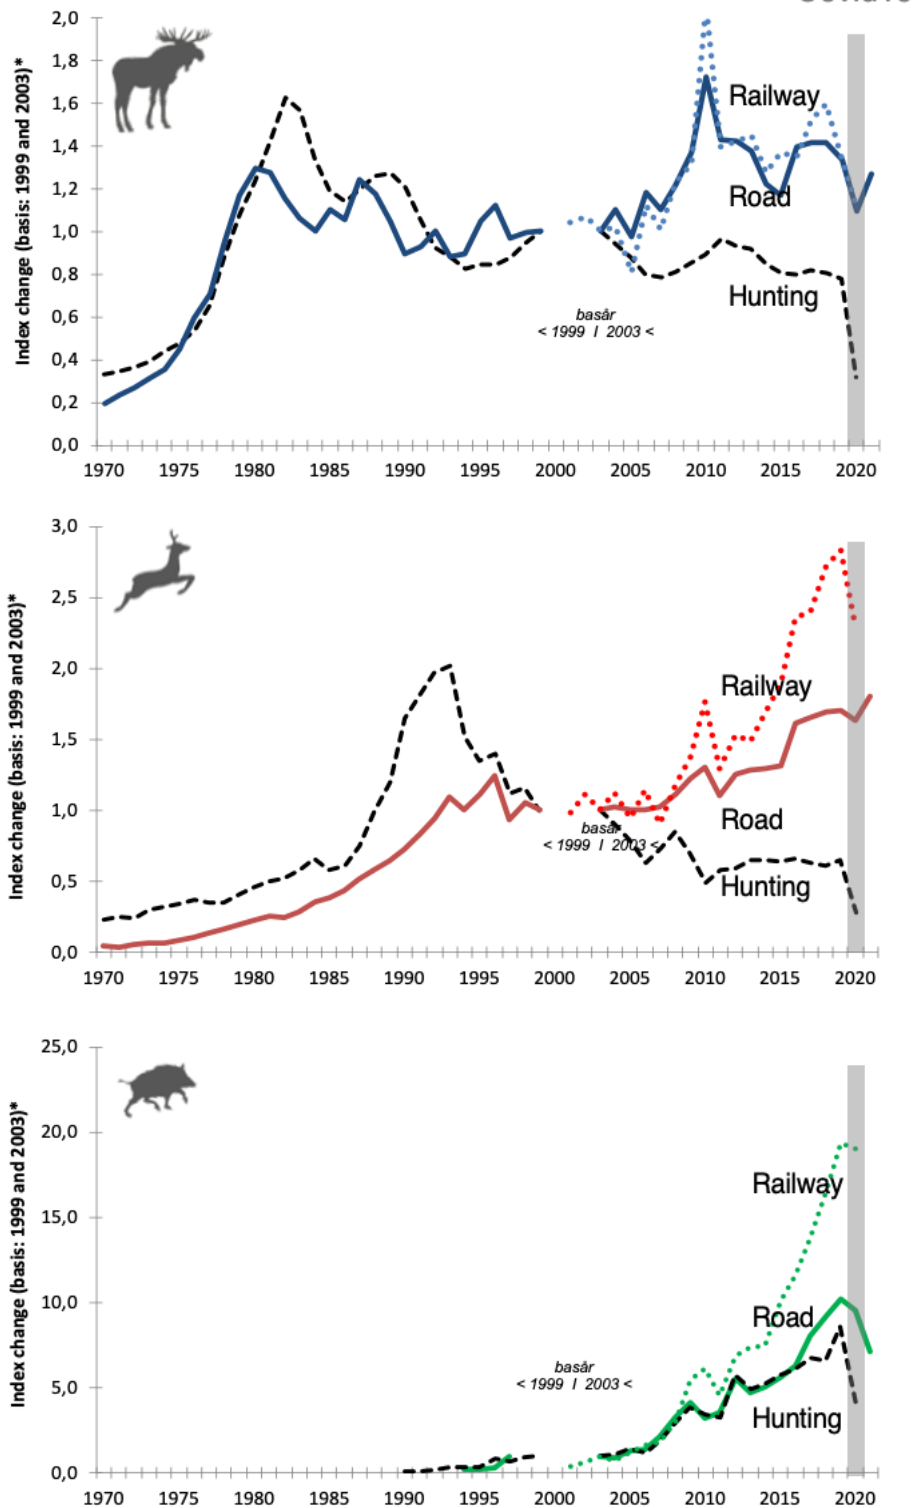 2,0
1,8
1,6
1,4
1,2
1,0
0,8
0,6
0,4
0,2
0,0
Index change (basis: 1999 and 2003)*
Railway
Road
Hunting
basår
< 1999 I 2003 <
1970 1975 1980 1985 1990 1995 2000 2005 2010 2015 2020
3,0
2,5
2,0
1,5
1,0
0,5
0,0
Index change (basis: 1999 and 2003)*
Railway
Road
Hunting
basår
< 1999 I 2003 <
1970 1975 1980 1985 1990 1995 2000 2005 2010 2015 2020
25,0
20,0
15,0
10,0
5,0
0,0
Index change (basis: 1999 and 2003)*
Railway
Road
Hunting
basår
< 1999 I 2003 <
1970 1975 1980 1985 1990 1995 2000 2005 2010 2015 2020